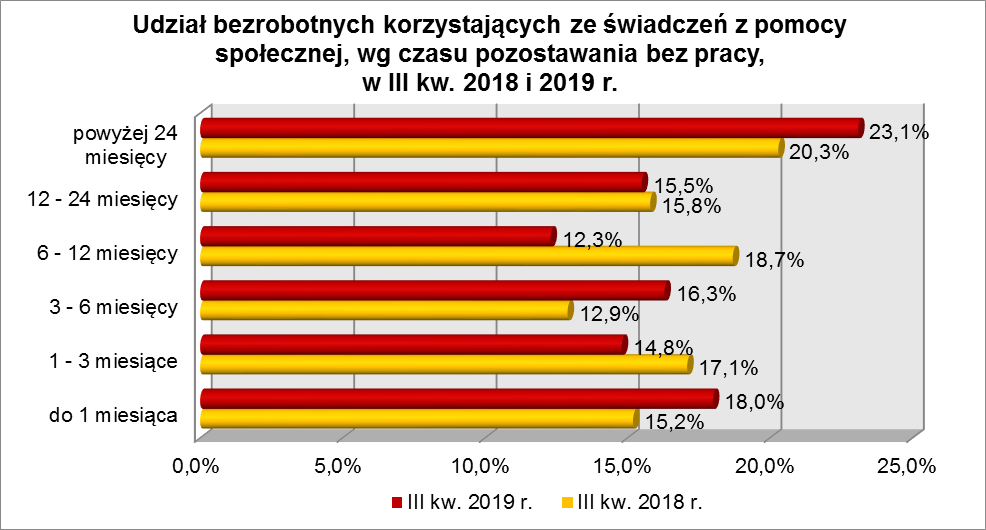 Udział bezrobotnych korzystających ze świadczeń z pomocy
społecznej, wg czasu pozostawania bez pracy,
w III kw. 2018 i 2019 r.
powyżej 24
miesięcy
23,1%
20,3%
12 - 24 miesięcy
15,5%
15,8%
6 - 12 miesięcy
12,3%
18,7%
3 - 6 miesięcy
16,3%
12,9%
1 - 3 miesiące
14,8%
17,1%
do 1 miesiąca
18,0%
15,2%
0,0% 5,0% 10,0% 15,0% 20,0% 25,0%
III kw. 2019 r. III kw. 2018 r.